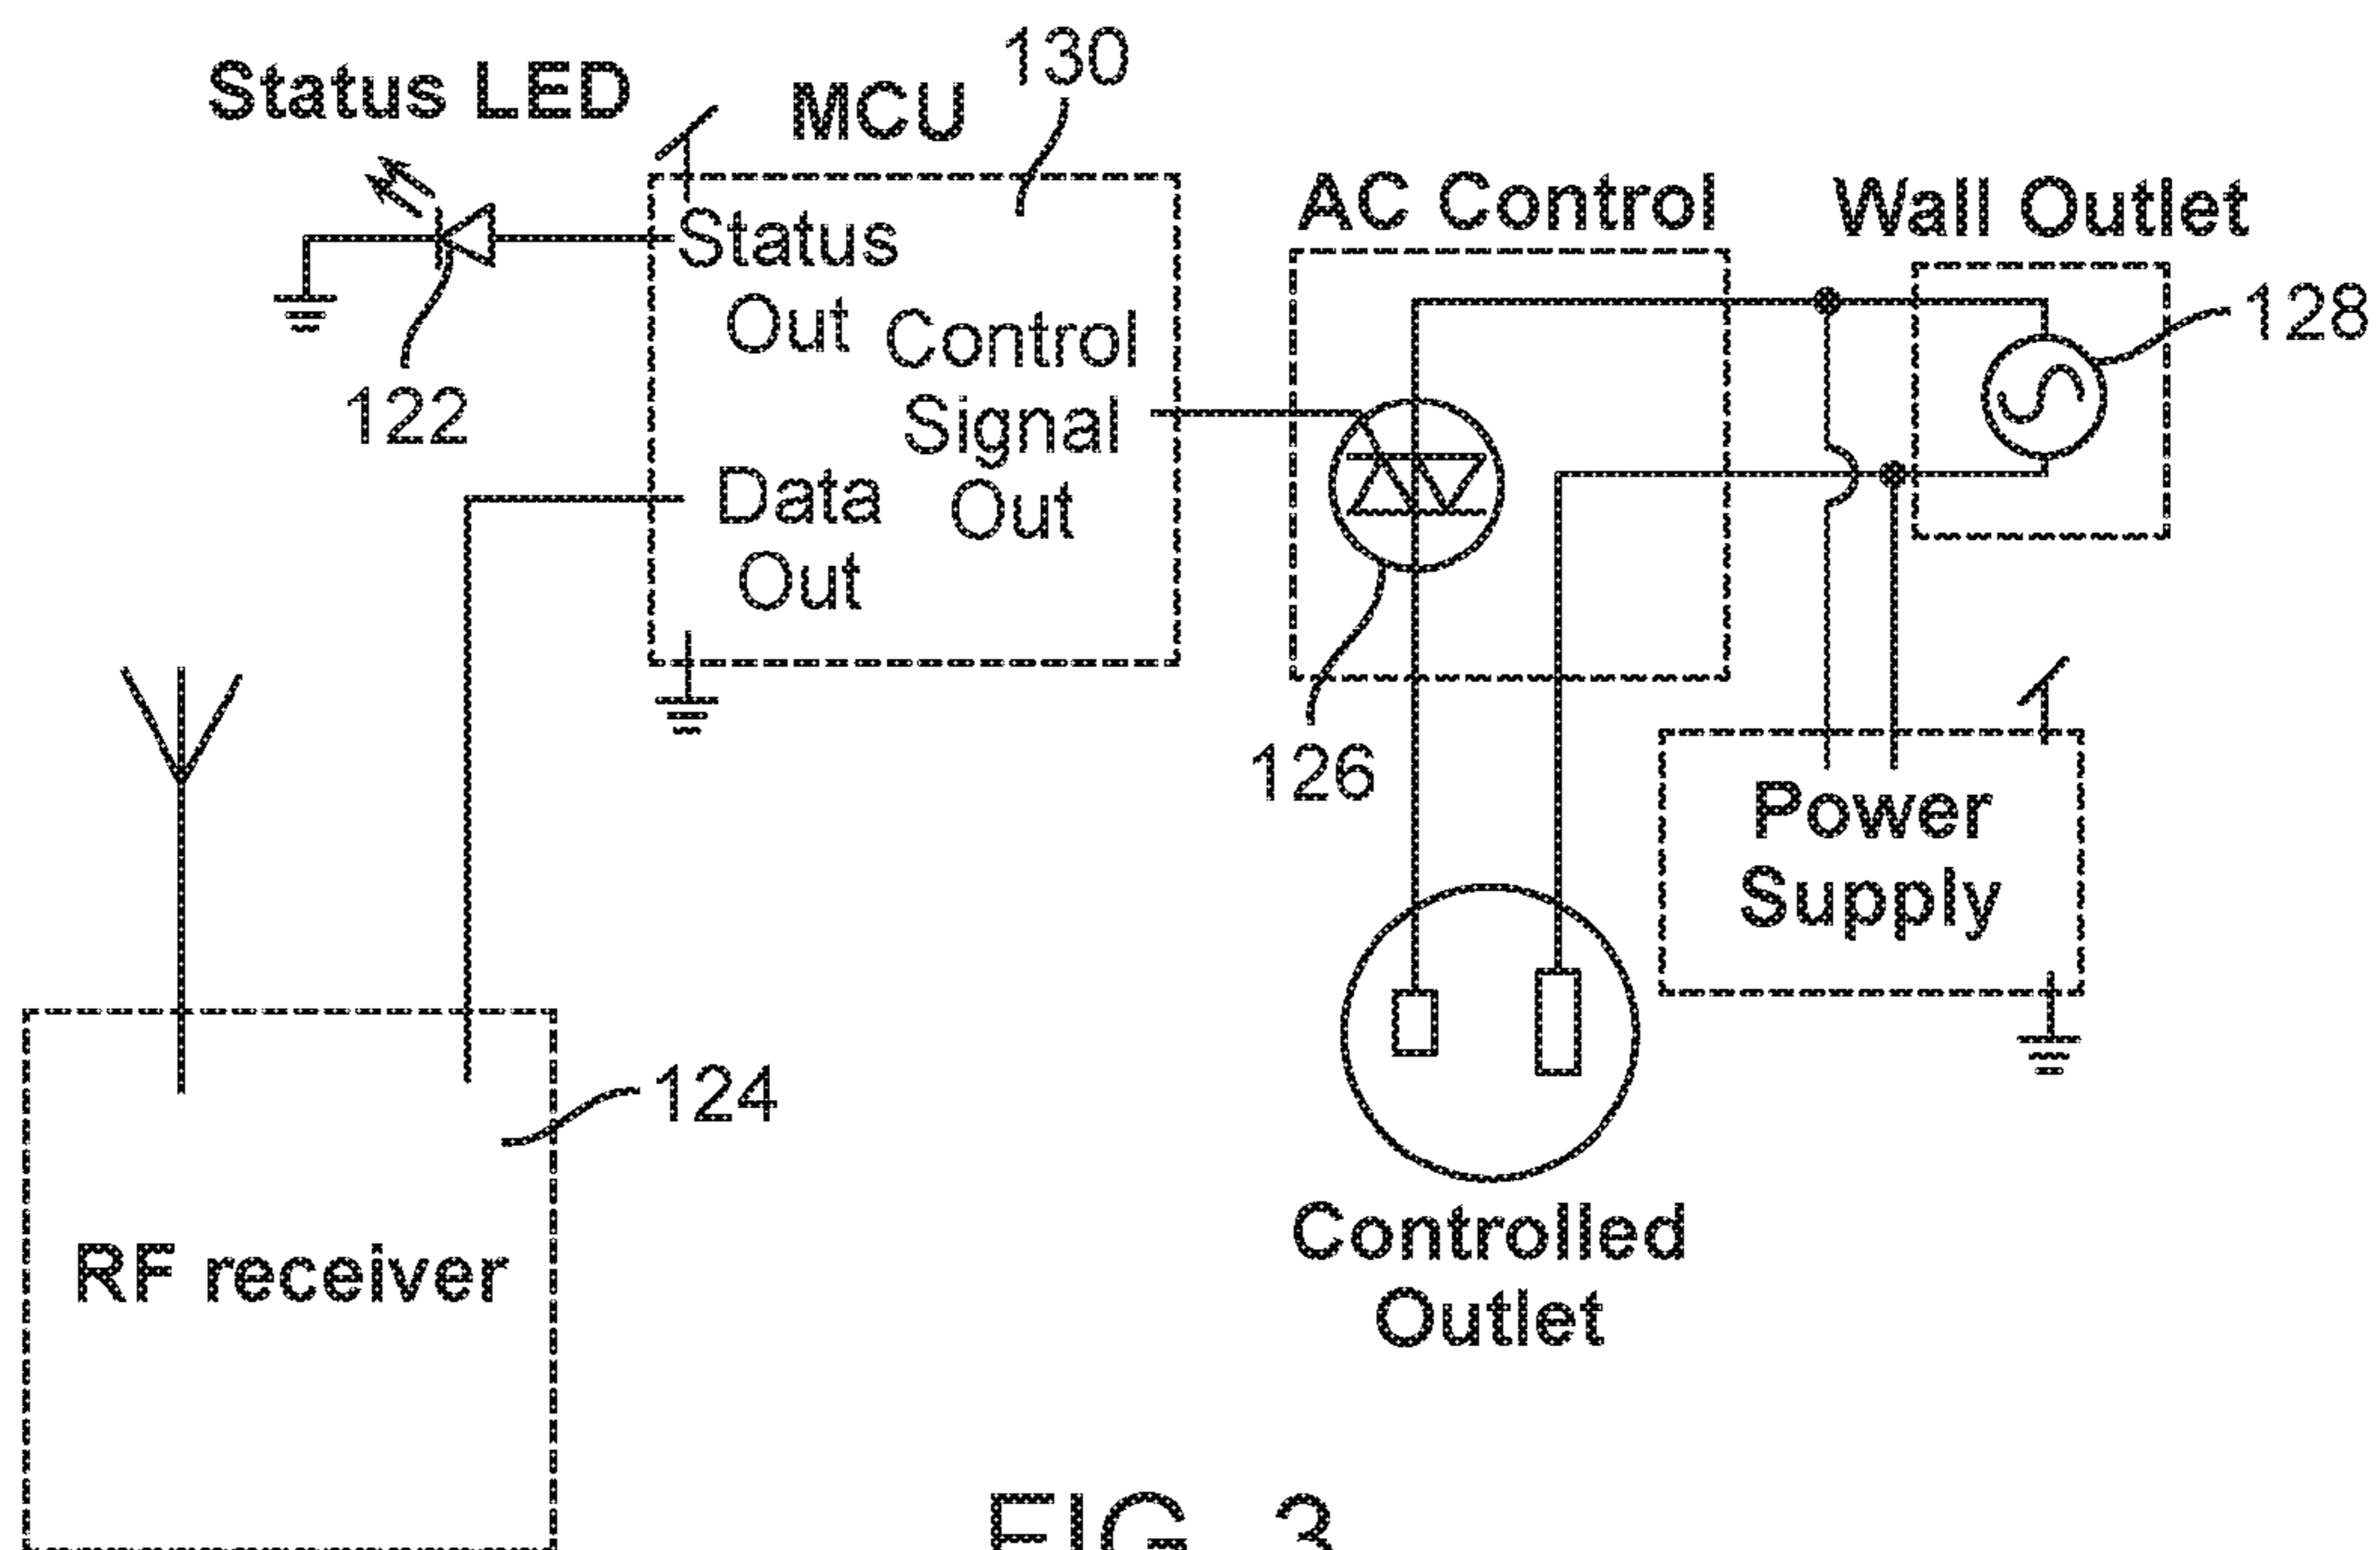 Status LED
MCU
130
AC Control
Wall Outlet
Status
Out
Control
Signal
Out
Data
Out
122
128
126
Power
Supply
124
RF receiver
Controlled
Outlet
FIG. 3